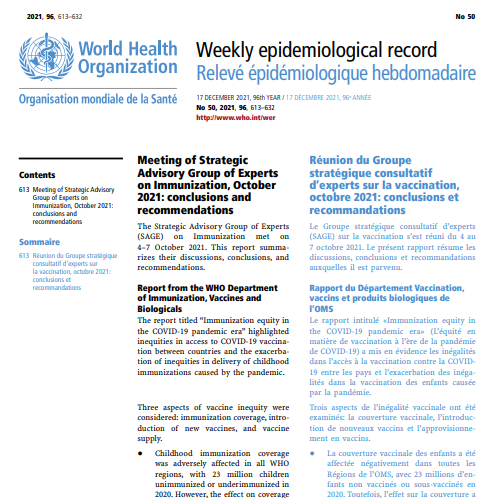 2021, 96, 613–632
No 50
World Health
Organization
Organisation mondiale de la Santé
Weekly epidemiological record
Relevé épidémiologique hebdomadaire
17 DECEMBER 2021, 96th YEAR / 17 DÉCEMBRE 2021, 96e ANNÉE
No 50, 2021, 96, 613–632
http://www.who.int/wer
Contents
613 Meeting of Strategic
Advisory Group of Experts
on Immunization, October
2021: conclusions and
recommendations
Sommaire
613 Réunion du Groupe stratégique
consultatif d'experts sur
la vaccination, octobre 2021:
conclusions et
recommandations
Meeting of Strategic
Advisory Group of Experts
on Immunization, October
2021: conclusions and
recommendations
The Strategic Advisory Group of Experts
(SAGE) on Immunization met on
4–7 October 2021. This report summa-
rizes their discussions, conclusions, and
recommendations.
Report from the WHO Department
of Immunization, Vaccines and
Biologicals
The report titled "Immunization equity in
the COVID-19 pandemic era" highlighted
inequities in access to COVID-19 vaccina-
tion between countries and the exacerba-
tion of inequities in delivery of childhood
immunizations caused by the pandemic.
Three aspects of vaccine inequity were
considered: immunization coverage, intro-
duction of new vaccines, and vaccine
supply.
● Childhood immunization coverage
was adversely affected in all WHO
regions, with 23 million children
unimmunized or underimmunized in
2020. However, the effect on coverage
Réunion du Groupe
stratégique consultatif
d'experts sur la vaccination,
octobre 2021: conclusions et
recommandations
Le Groupe stratégique consultatif d'experts
(SAGE) sur la vaccination s'est réuni du 4 au
7 octobre 2021. Le présent rapport résume les
discussions, conclusions et recommandations
auxquelles il est parvenu.
Rapport du Département Vaccination,
vaccins et produits biologiques de
l'OMS
Le rapport intitulé «Immunization equity in
the COVID-19 pandemic era» (L'équité en
matière de vaccination à l'ère de la pandémie
de COVID-19) a mis en évidence les inégalités
dans l'accès à la vaccination contre la COVID-
19 entre les pays et l'exacerbation des inéga-
lités dans la vaccination des enfants causée
par la pandémie.
Trois aspects de l'inégalité vaccinale ont été
examinés: la couverture vaccinale, l'introduc-
tion de nouveaux vaccins et l'approvisionne-
ment en vaccins.
● La couverture vaccinale des enfants a été
affectée négativement dans toutes les
Régions de l'OMS, avec 23 millions d'en-
fants non vaccinés ou sous-vaccinés en
2020. Toutefois, l'effet sur la couverture a